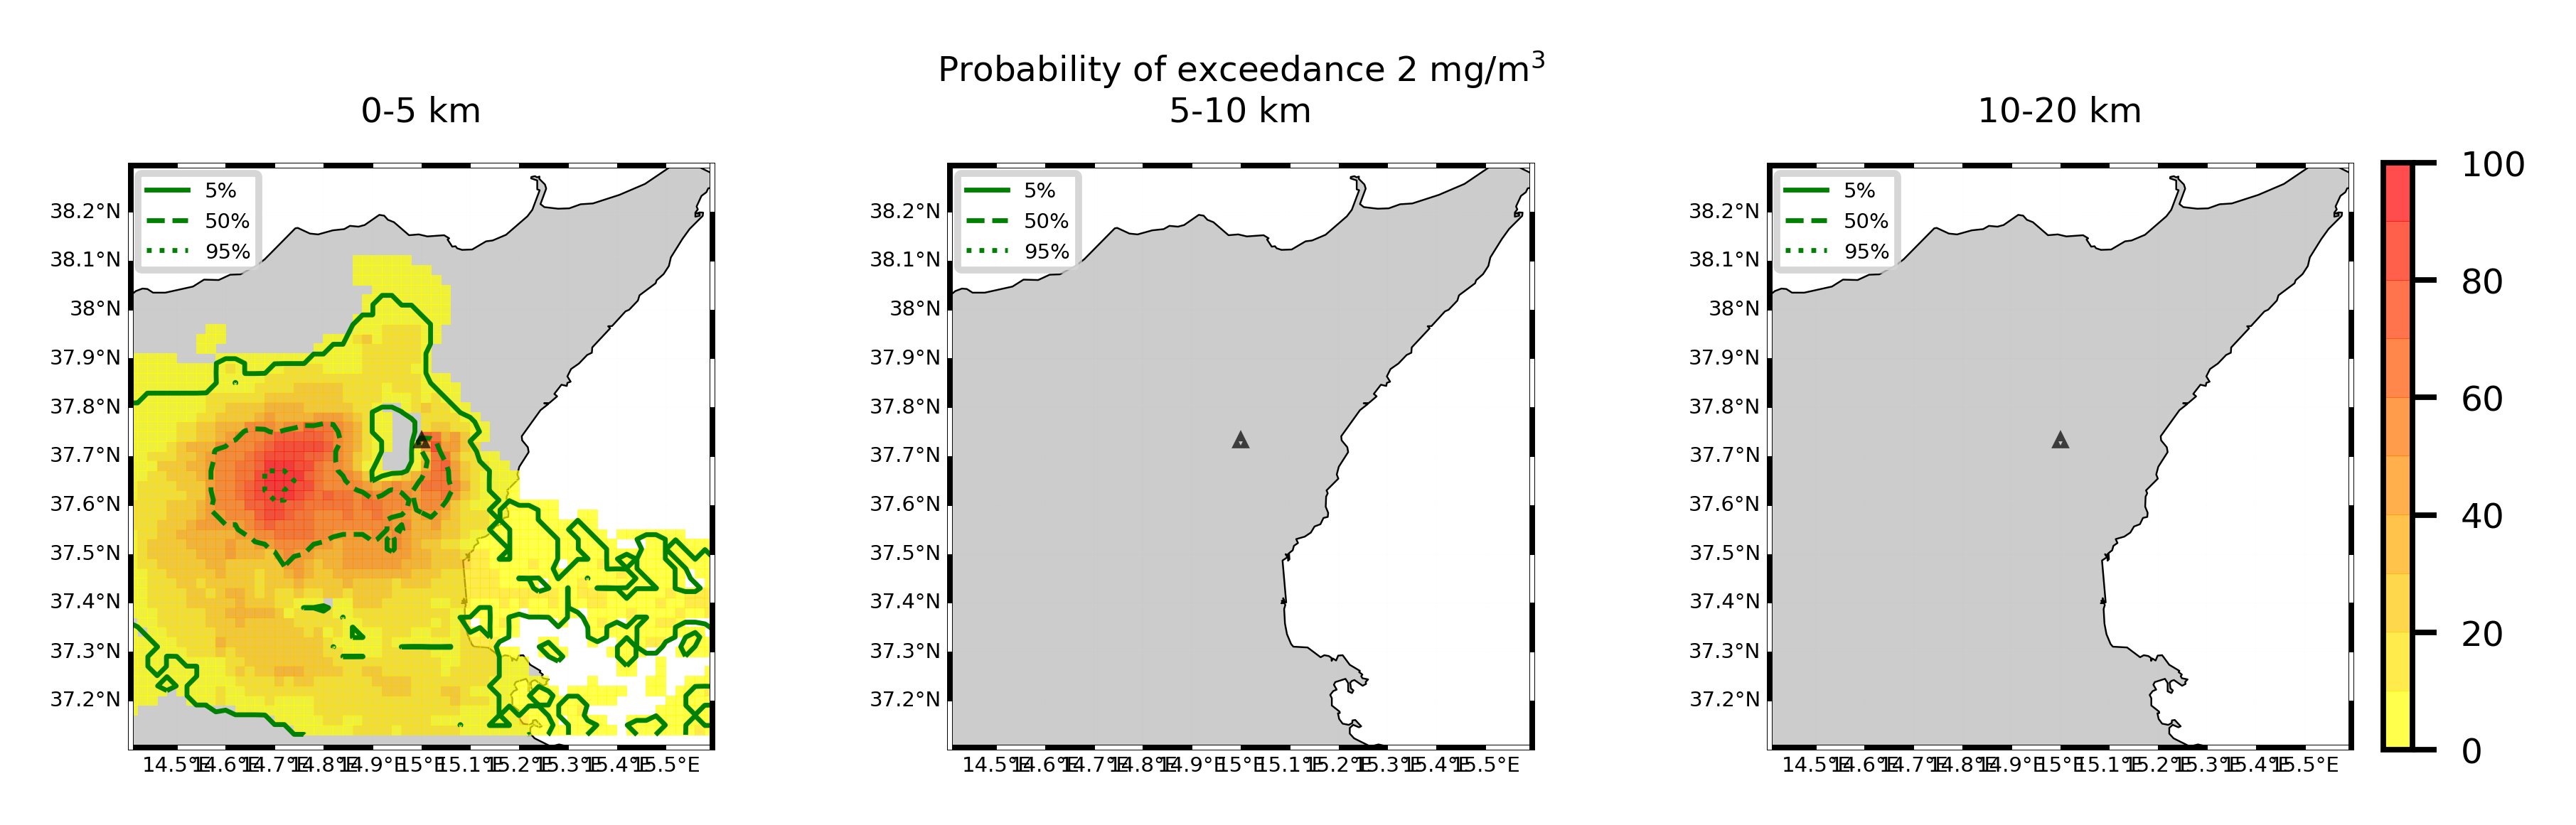 Probability of exceedance 2 mg/m³
0-5 km
5-10 km
10-20 km
5%
50%
95%
38.2°N
38.1°N
38°N
37.9°N
37.8°N
37.7°N
37.6°N
37.5°N
37.4°N
37.3°N
37.2°N
14.5°E 14.6°E 14.7°E 14.8°E 14.9°E 15°E 15.1°E 15.2°E 15.3°E 15.4°E 15.5°E
5%
50%
95%
38.2°N
38.1°N
38°N
37.9°N
37.8°N
37.7°N
37.6°N
37.5°N
37.4°N
37.3°N
37.2°N
14.5°E 14.6°E 14.7°E 14.8°E 14.9°E 15°E 15.1°E 15.2°E 15.3°E 15.4°E 15.5°E
5%
50%
95%
38.2°N
38.1°N
38°N
37.9°N
37.8°N
37.7°N
37.6°N
37.5°N
37.4°N
37.3°N
37.2°N
14.5°E 14.6°E 14.7°E 14.8°E 14.9°E 15°E 15.1°E 15.2°E 15.3°E 15.4°E 15.5°E
100
80
60
40
20
0